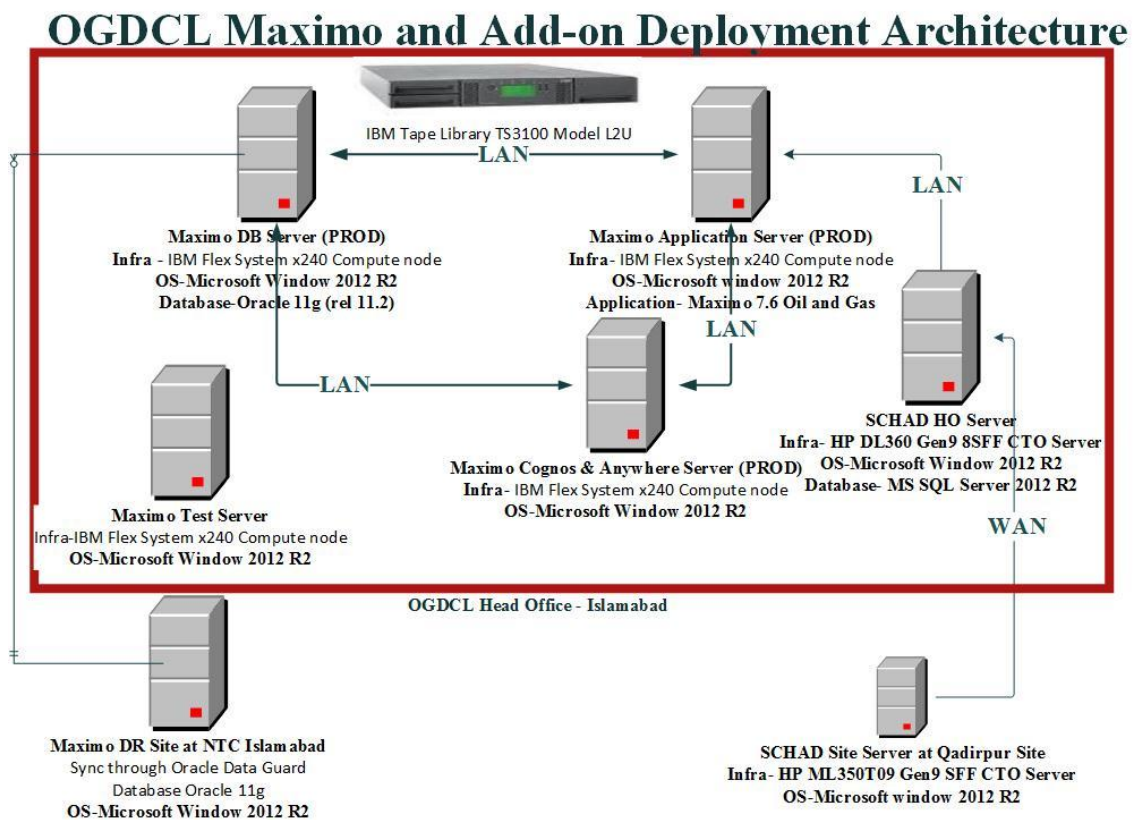 OGDCL Maximo and Add-on Deployment Architecture
IBM Tape Library TS3100 Model L2U
LAN
LAN
Maximo DB Server (PROD)
Infra - IBM Flex System x240 Compute node
OS-Microsoft Window 2012 R2
Database-Oracle 11g (rel 11.2)
Maximo Application Server (PROD)
Infra- IBM Flex System x240 Compute node
OS-Microsoft window 2012 R2
Application- Maximo 7.6 Oil and Gas
LAN
LAN
SCHAD HO Server
Infra- HP DL360 Gen9 8SFF CTO Server
OS-Microsoft Window 2012 R2
Database- MS SQL Server 2012 R2
Maximo Cognos & Anywhere Server (PROD)
Infra- IBM Flex System x240 Compute node
OS-Microsoft Window 2012 R2
Maximo Test Server
Infra-IBM Flex System x240 Compute node
OS-Microsoft Window 2012 R2
WAN
OGDCL Head Office - Islamabad
Maximo DR Site at NTC Islamabad
Sync through Oracle Data Guard
Database Oracle 11g
OS-Microsoft Window 2012 R2
SCHAD Site Server at Qadirpur Site
Infra- HP ML350T09 Gen9 SFF CTO Server
OS-Microsoft window 2012 R2